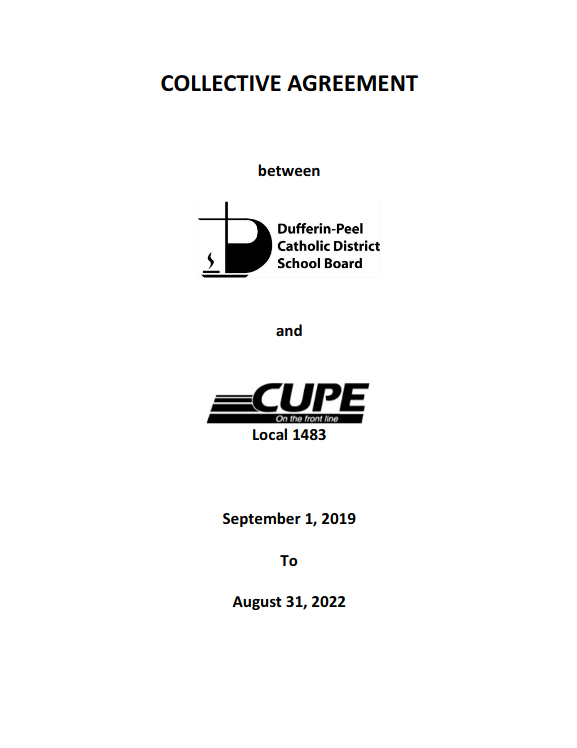 COLLECTIVE AGREEMENT
between
Dufferin-Peel
Catholic District
School Board
and
CUPE
On the front line
Local 1483
September 1, 2019
To
August 31, 2022